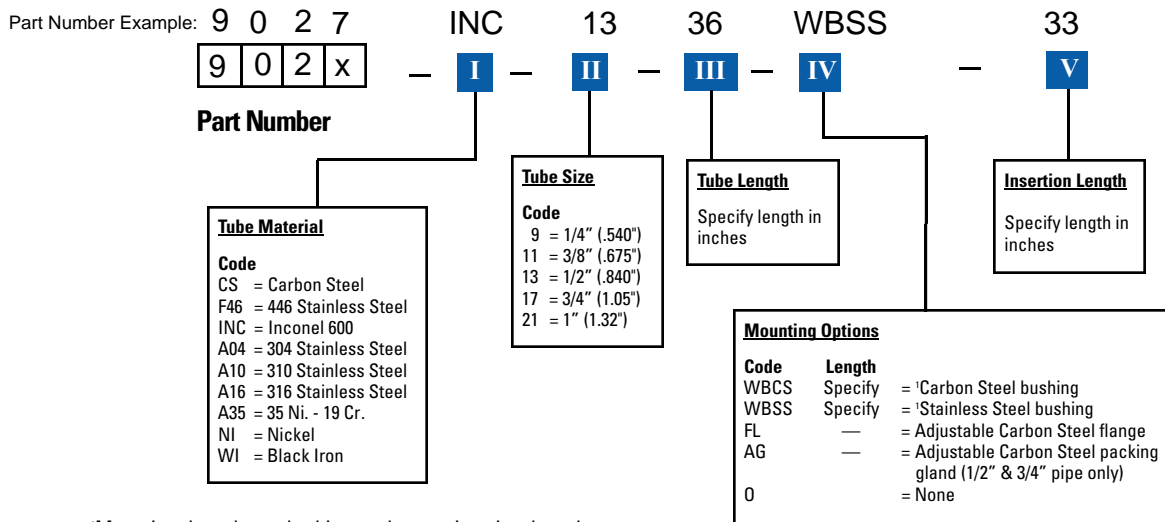 Part Number Example: 9 0 2 7 INC 13 36 WBSS 33
9 0 2 x – I – II – III – IV – V
Part Number
Tube Material
Code
CS = Carbon Steel
F46 = 446 Stainless Steel
INC = Inconel 600
A04 = 304 Stainless Steel
A10 = 310 Stainless Steel
A16 = 316 Stainless Steel
A35 = 35 Ni. - 19 Cr.
NI = Nickel
WI = Black Iron
Tube Size
Code
9 = 1/4″ (.540")
11 = 3/8″ (.675")
13 = 1/2″ (.840")
17 = 3/4″ (1.05")
21 = 1″ (1.32")
Tube Length
Specify length in
inches
Insertion Length
Specify length in
inches
Mounting Options
Code Length
WBCS Specify = ¹Carbon Steel bushing
WBSS Specify = ¹Stainless Steel bushing
FL — = Adjustable Carbon Steel flange
AG — = Adjustable Carbon Steel packing
gland (1/2″ & 3/4″ pipe only)
0 = None